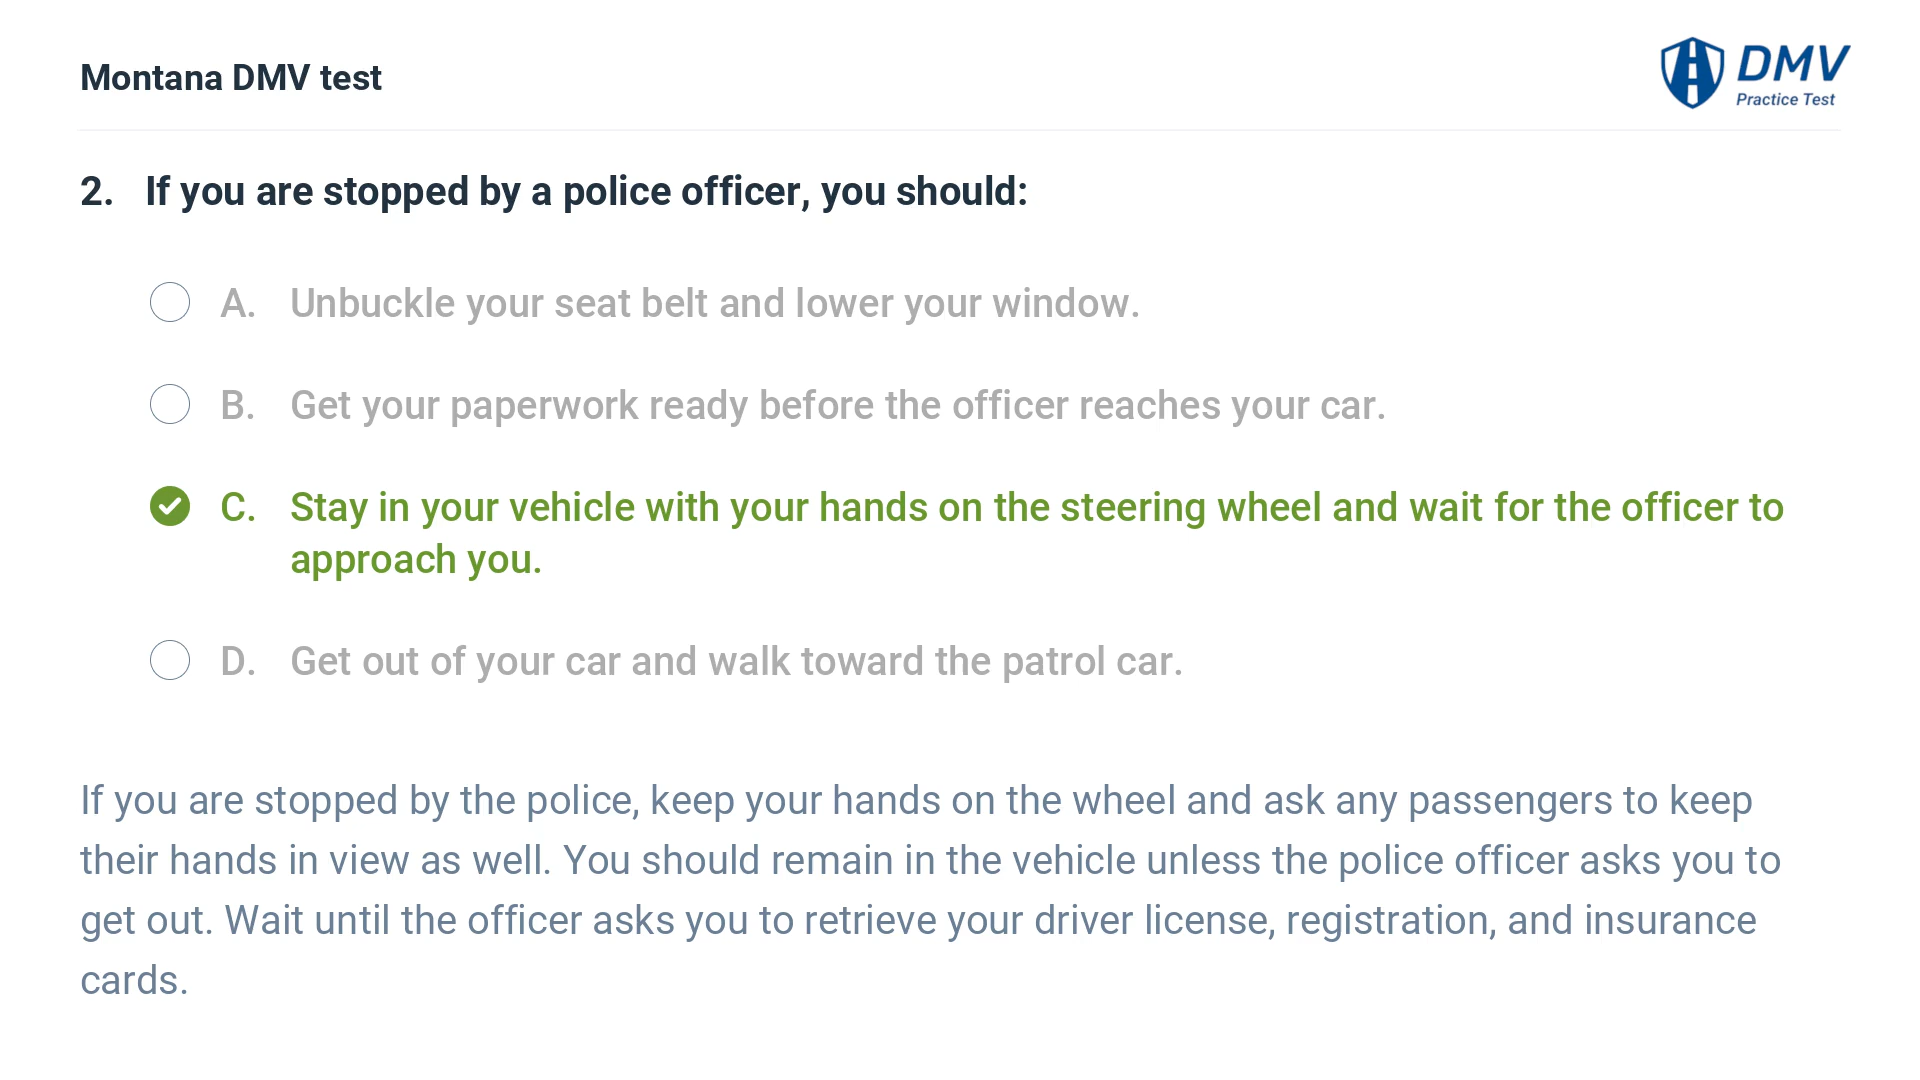 Montana DMV test
DMV
Practice Test
2. If you are stopped by a police officer, you should:
A. Unbuckle your seat belt and lower your window.
B. Get your paperwork ready before the officer reaches your car.
C. Stay in your vehicle with your hands on the steering wheel and wait for the officer to
approach you.
D. Get out of your car and walk toward the patrol car.
If you are stopped by the police, keep your hands on the wheel and ask any passengers to keep
their hands in view as well. You should remain in the vehicle unless the police officer asks you to
get out. Wait until the officer asks you to retrieve your driver license, registration, and insurance
cards.